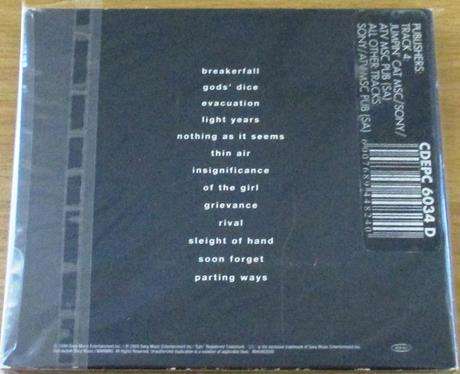 breakerfall
gods' dice
evacuation
light years
nothing as it seems
thin air
insignificance
of the girl
grievance
rival
sleight of hand
soon forget
parting ways
PUBLISHERS:
TRACK 4:
JUMPIN' CAT MSC/SONY/
ATV MSC PUB (SA)
ALL OTHER TRACKS:
SONY/ATV MSC PUB (SA)
CDEPC 6034 D